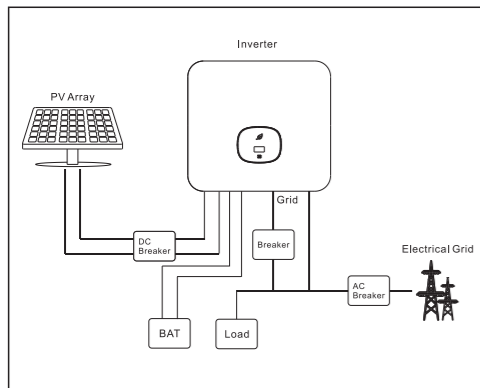 Inverter
PV Array
Grid
DC
Breaker
Breaker
Electrical Grid
AC
Breaker
BAT
Load